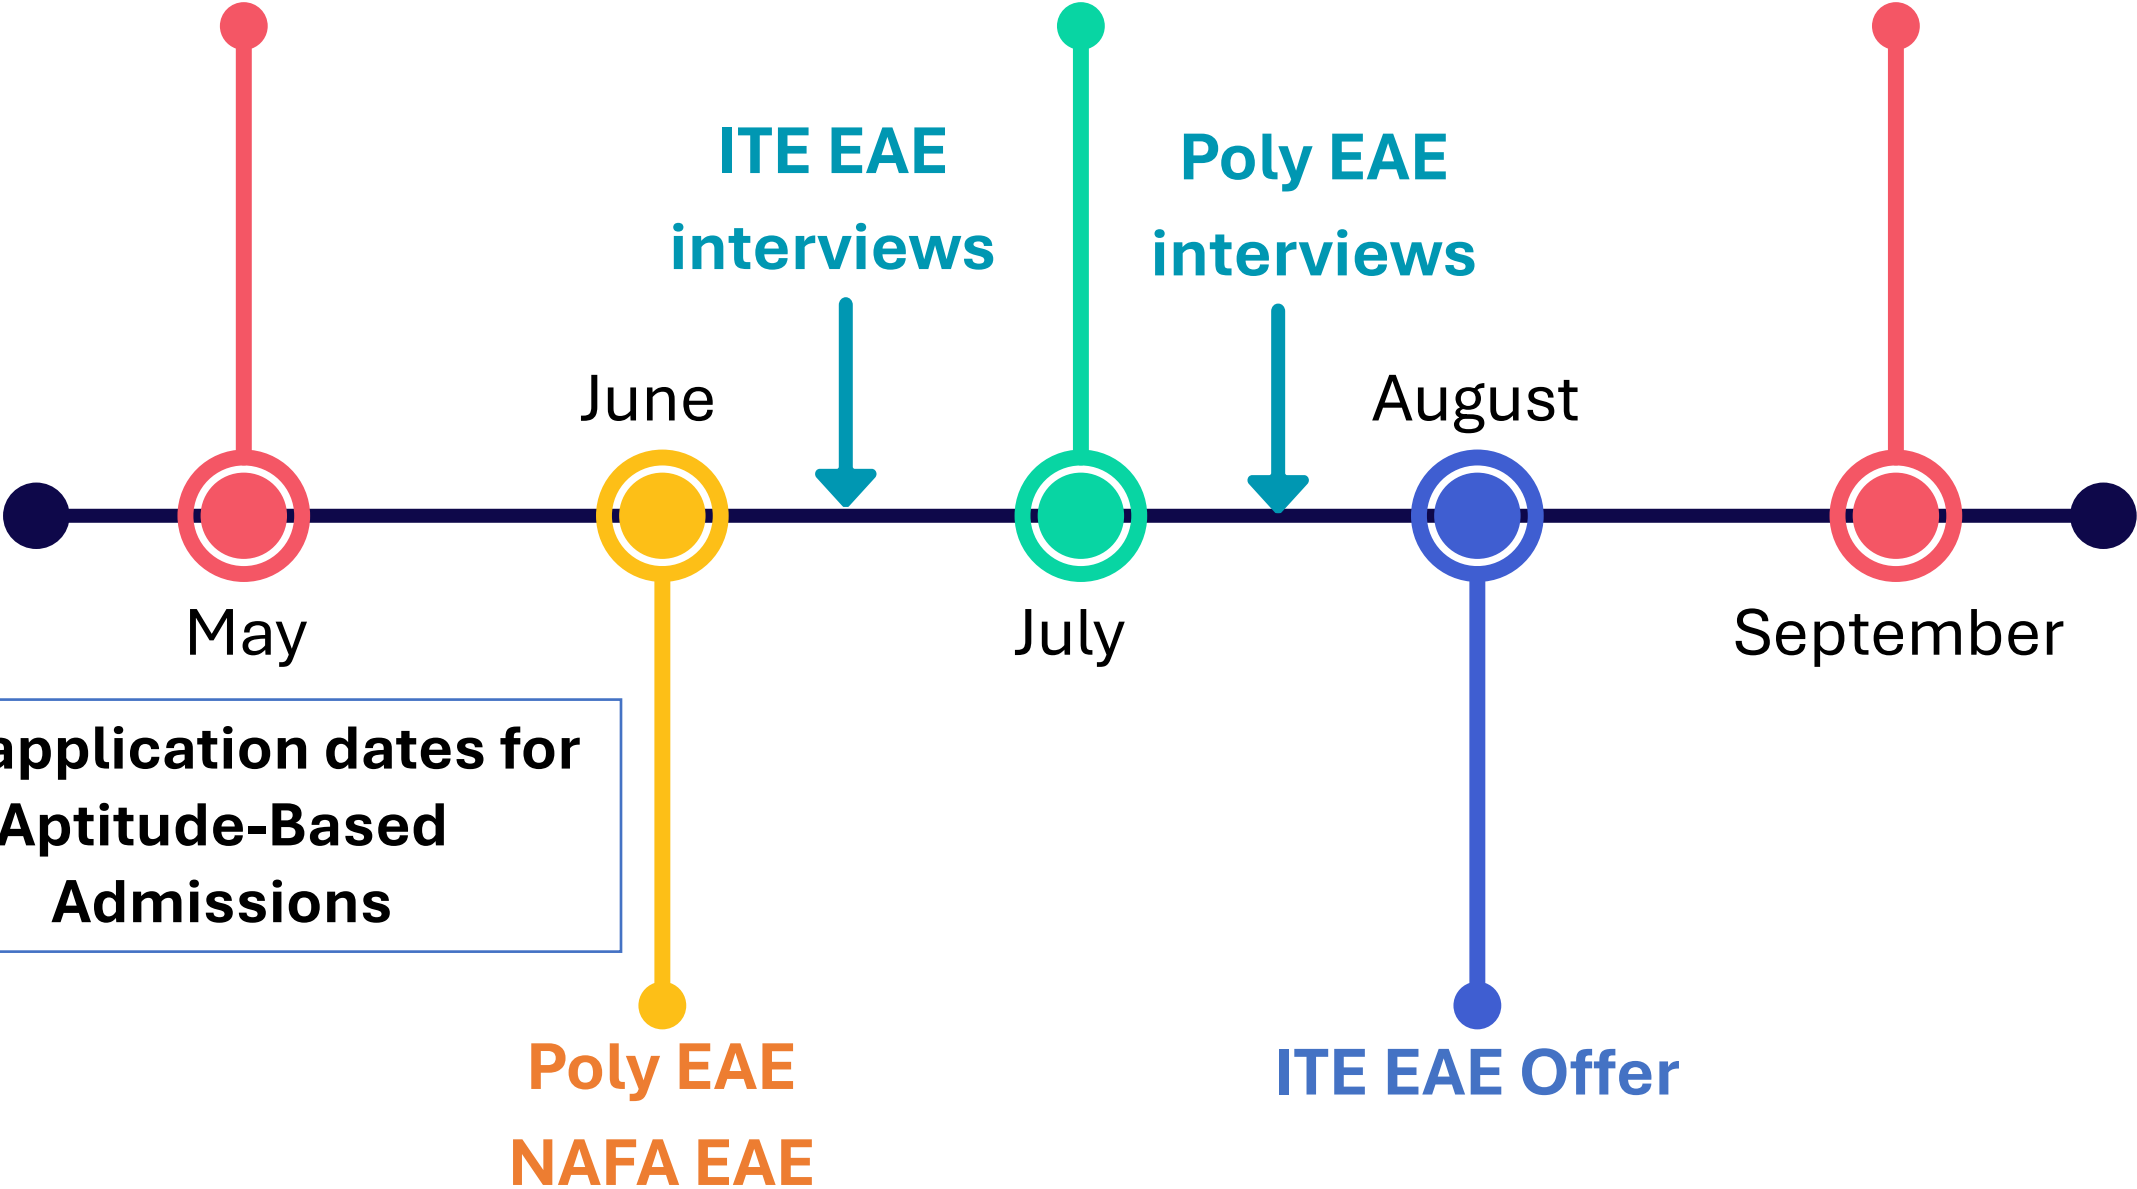 ITE EAE
interviews
Poly EAE
interviews
June
August
May
July
September
application dates for
Aptitude-Based
Admissions
Poly EAE
NAFA EAE
ITE EAE Offer